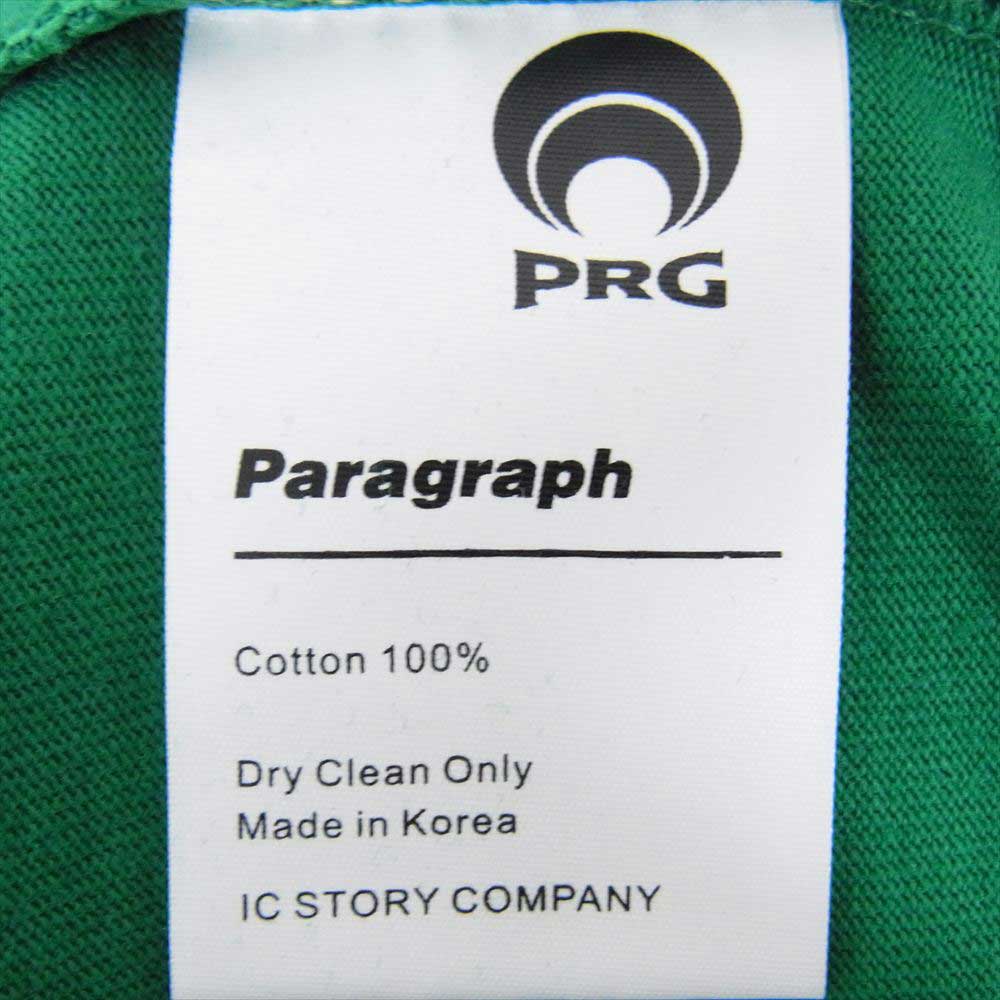 PRG
Paragraph
Cotton 100%
Dry Clean Only
Made in Korea
IC STORY COMPANY